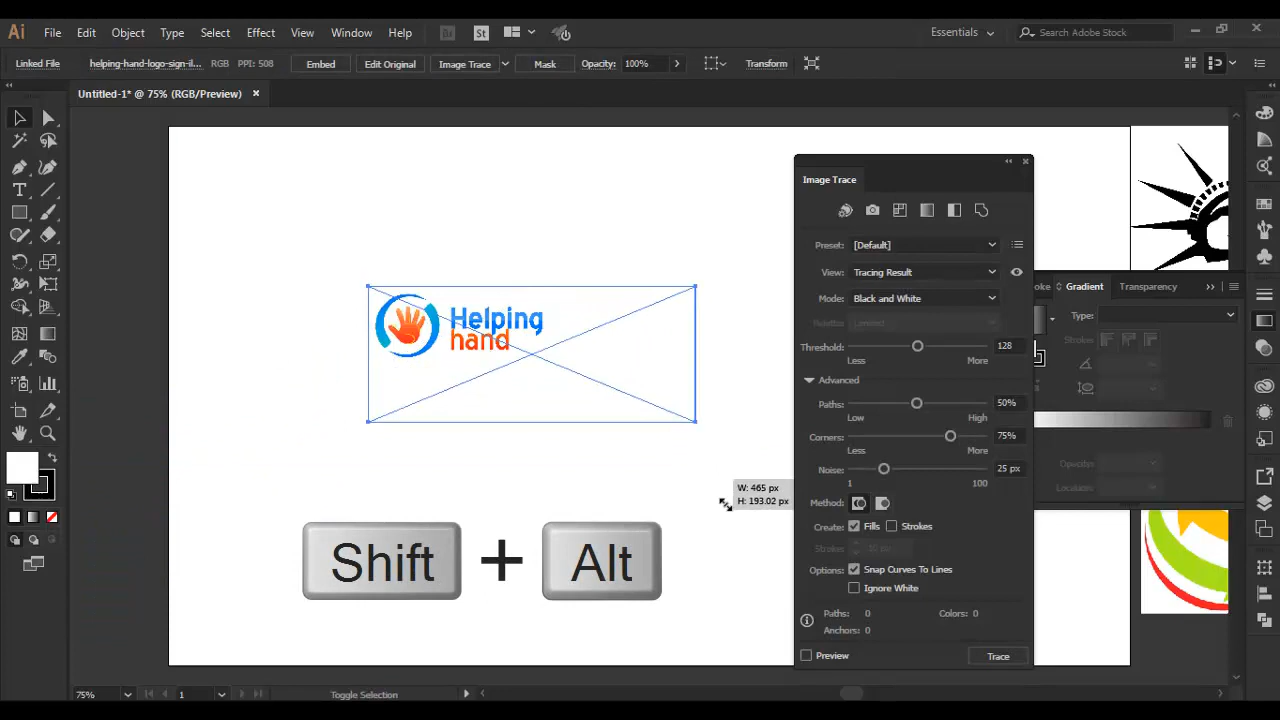 Ai File Edit Object Type Select Effect View Window Help Br St Essentials Search Adobe Stock
Linked File helping-hand-logo-sign-il... RGB PPI: 508 Embed Edit Original Image Trace Mask Opacity: 100% Transform
Untitled-1* @ 75% (RGB/Preview)
Image Trace
Preset: [Default]
View: Tracing Result
Mode: Black and White
Threshold: 128
Less More
Advanced
Paths: 50%
Low High
Corners: 75%
Less More
Noise: 25 px
1 100
Method:
Create: Fills Strokes
Options: Snap Curves To Lines
Ignore White
Paths: 0 Colors: 0
Anchors: 0
Preview Trace
oke Gradient Transparency
Type:
Stroke:
Opacity:
Location:
Helping
hand
W: 465 px
H: 193.02 px
Shift + Alt
75% 1 Toggle Selection